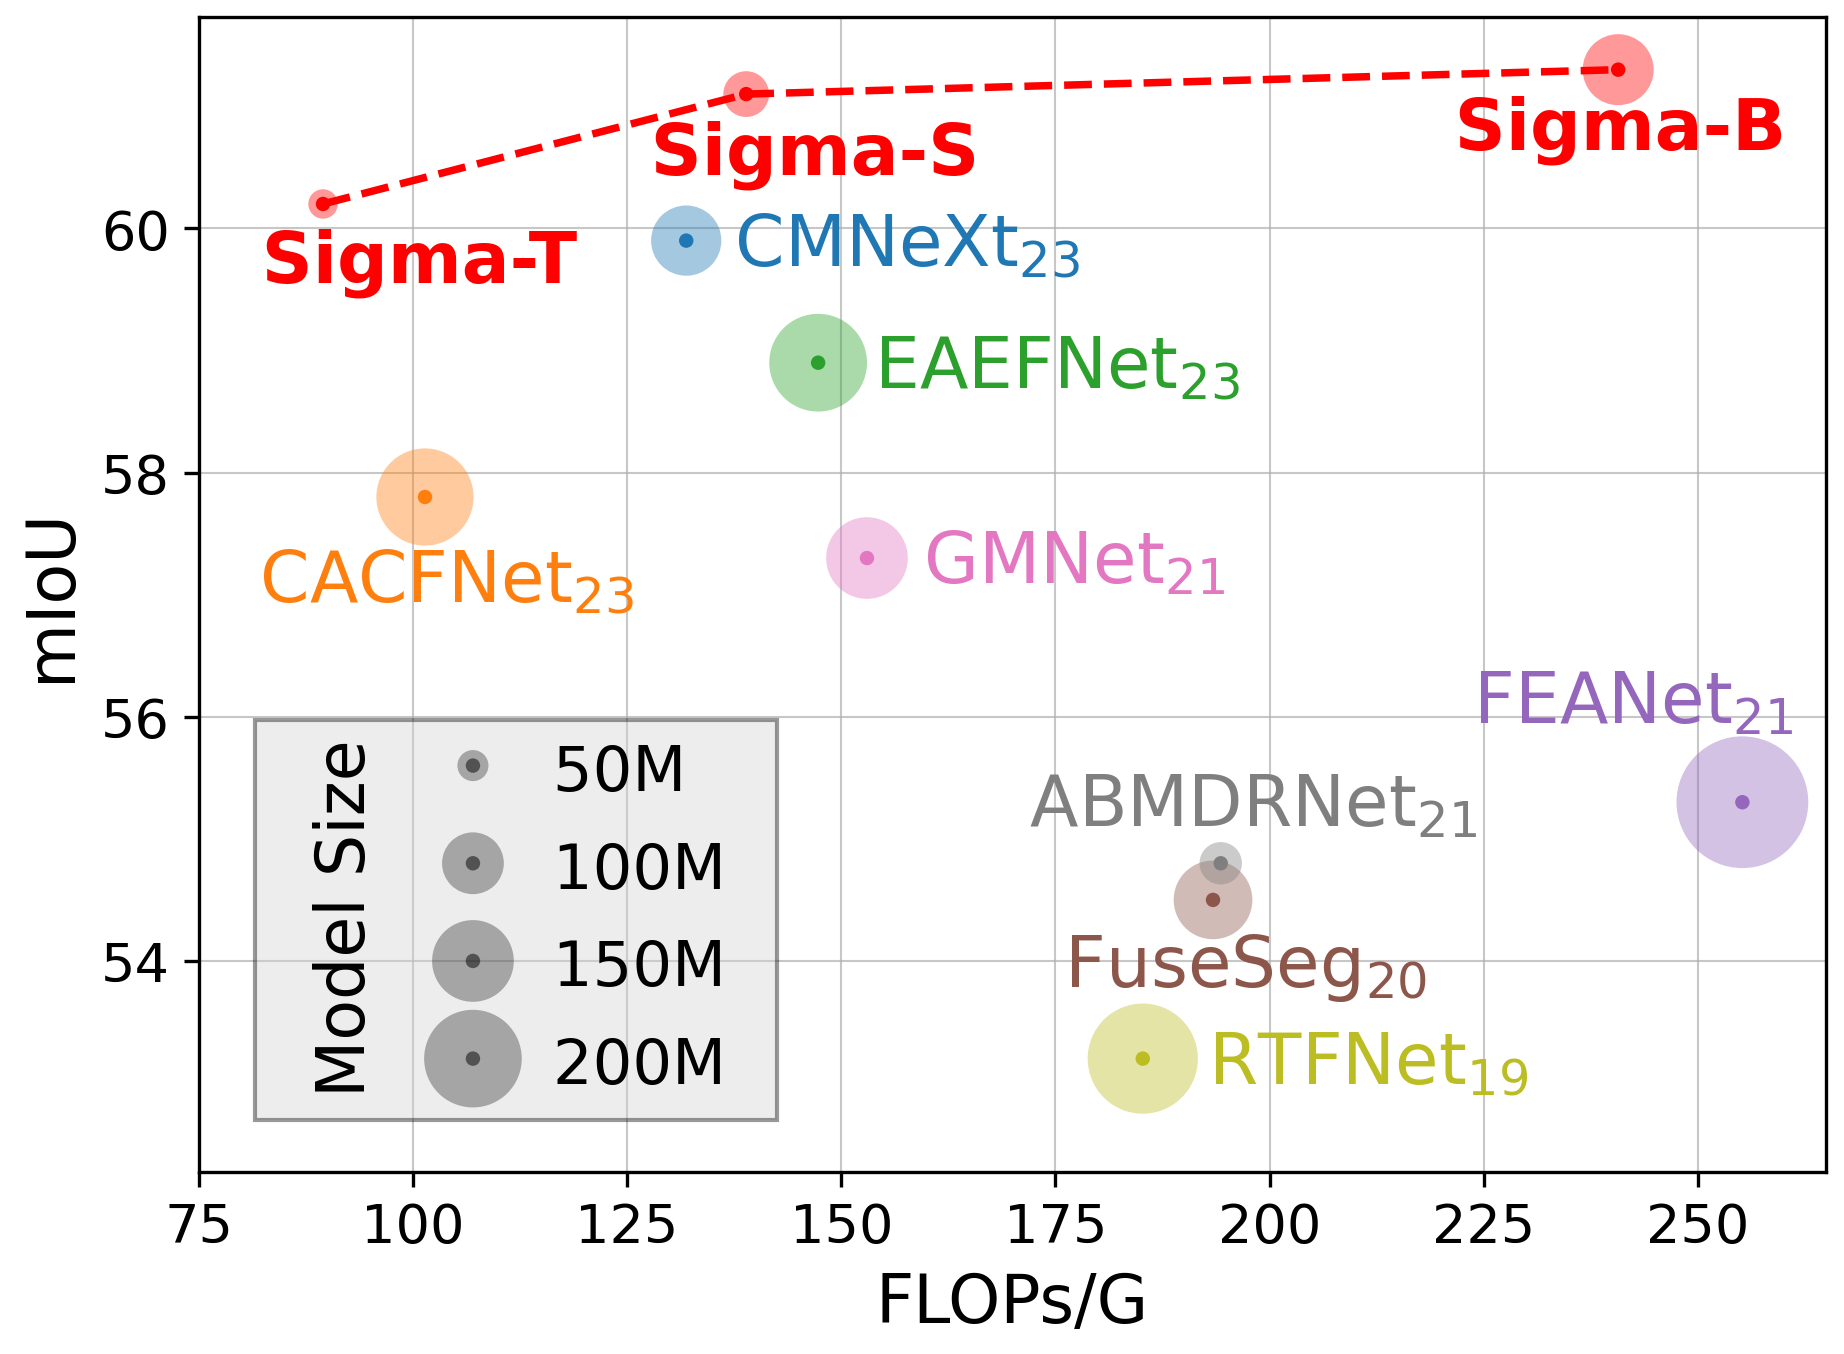 Sigma-S
Sigma-B
Sigma-T
CMNeXt23
EAEFNet23
CACFNet23
GMNet21
FEANet21
ABMDRNet21
FuseSeg20
RTFNet19
Model Size
50M
100M
150M
200M
mIoU
60
58
56
54
75 100 125 150 175 200 225 250
FLOPs/G